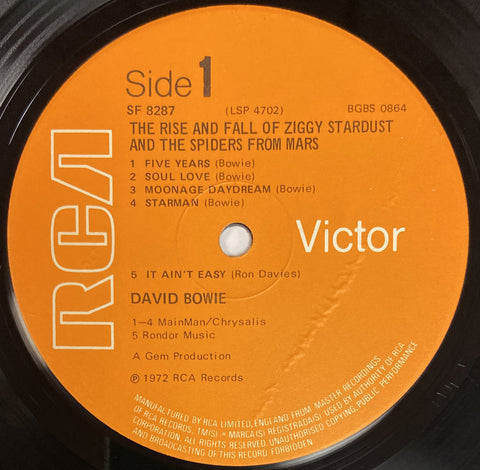 Side 1
SF 8287 (LSP 4702) BGBS 0864
THE RISE AND FALL OF ZIGGY STARDUST
AND THE SPIDERS FROM MARS
1 FIVE YEARS (Bowie)
2 SOUL LOVE (Bowie)
3 MOONAGE DAYDREAM (Bowie)
4 STARMAN (Bowie)
RCA Victor
5 IT AIN'T EASY (Ron Davies)
DAVID BOWIE
1—4 MainMan/Chrysalis
5 Rondor Music
A Gem Production
℗ 1972 RCA Records
MANUFACTURED BY RCA LIMITED, ENGLAND FROM MASTER RECORDINGS
OF RCA RECORDS. TM(S) ® MARCA(S) REGISTRADA(S) USED BY AUTHORITY OF RCA
CORPORATION. ALL RIGHTS RESERVED. UNAUTHORISED COPYING, PUBLIC PERFORMANCE
AND BROADCASTING OF THIS RECORD FORBIDDEN